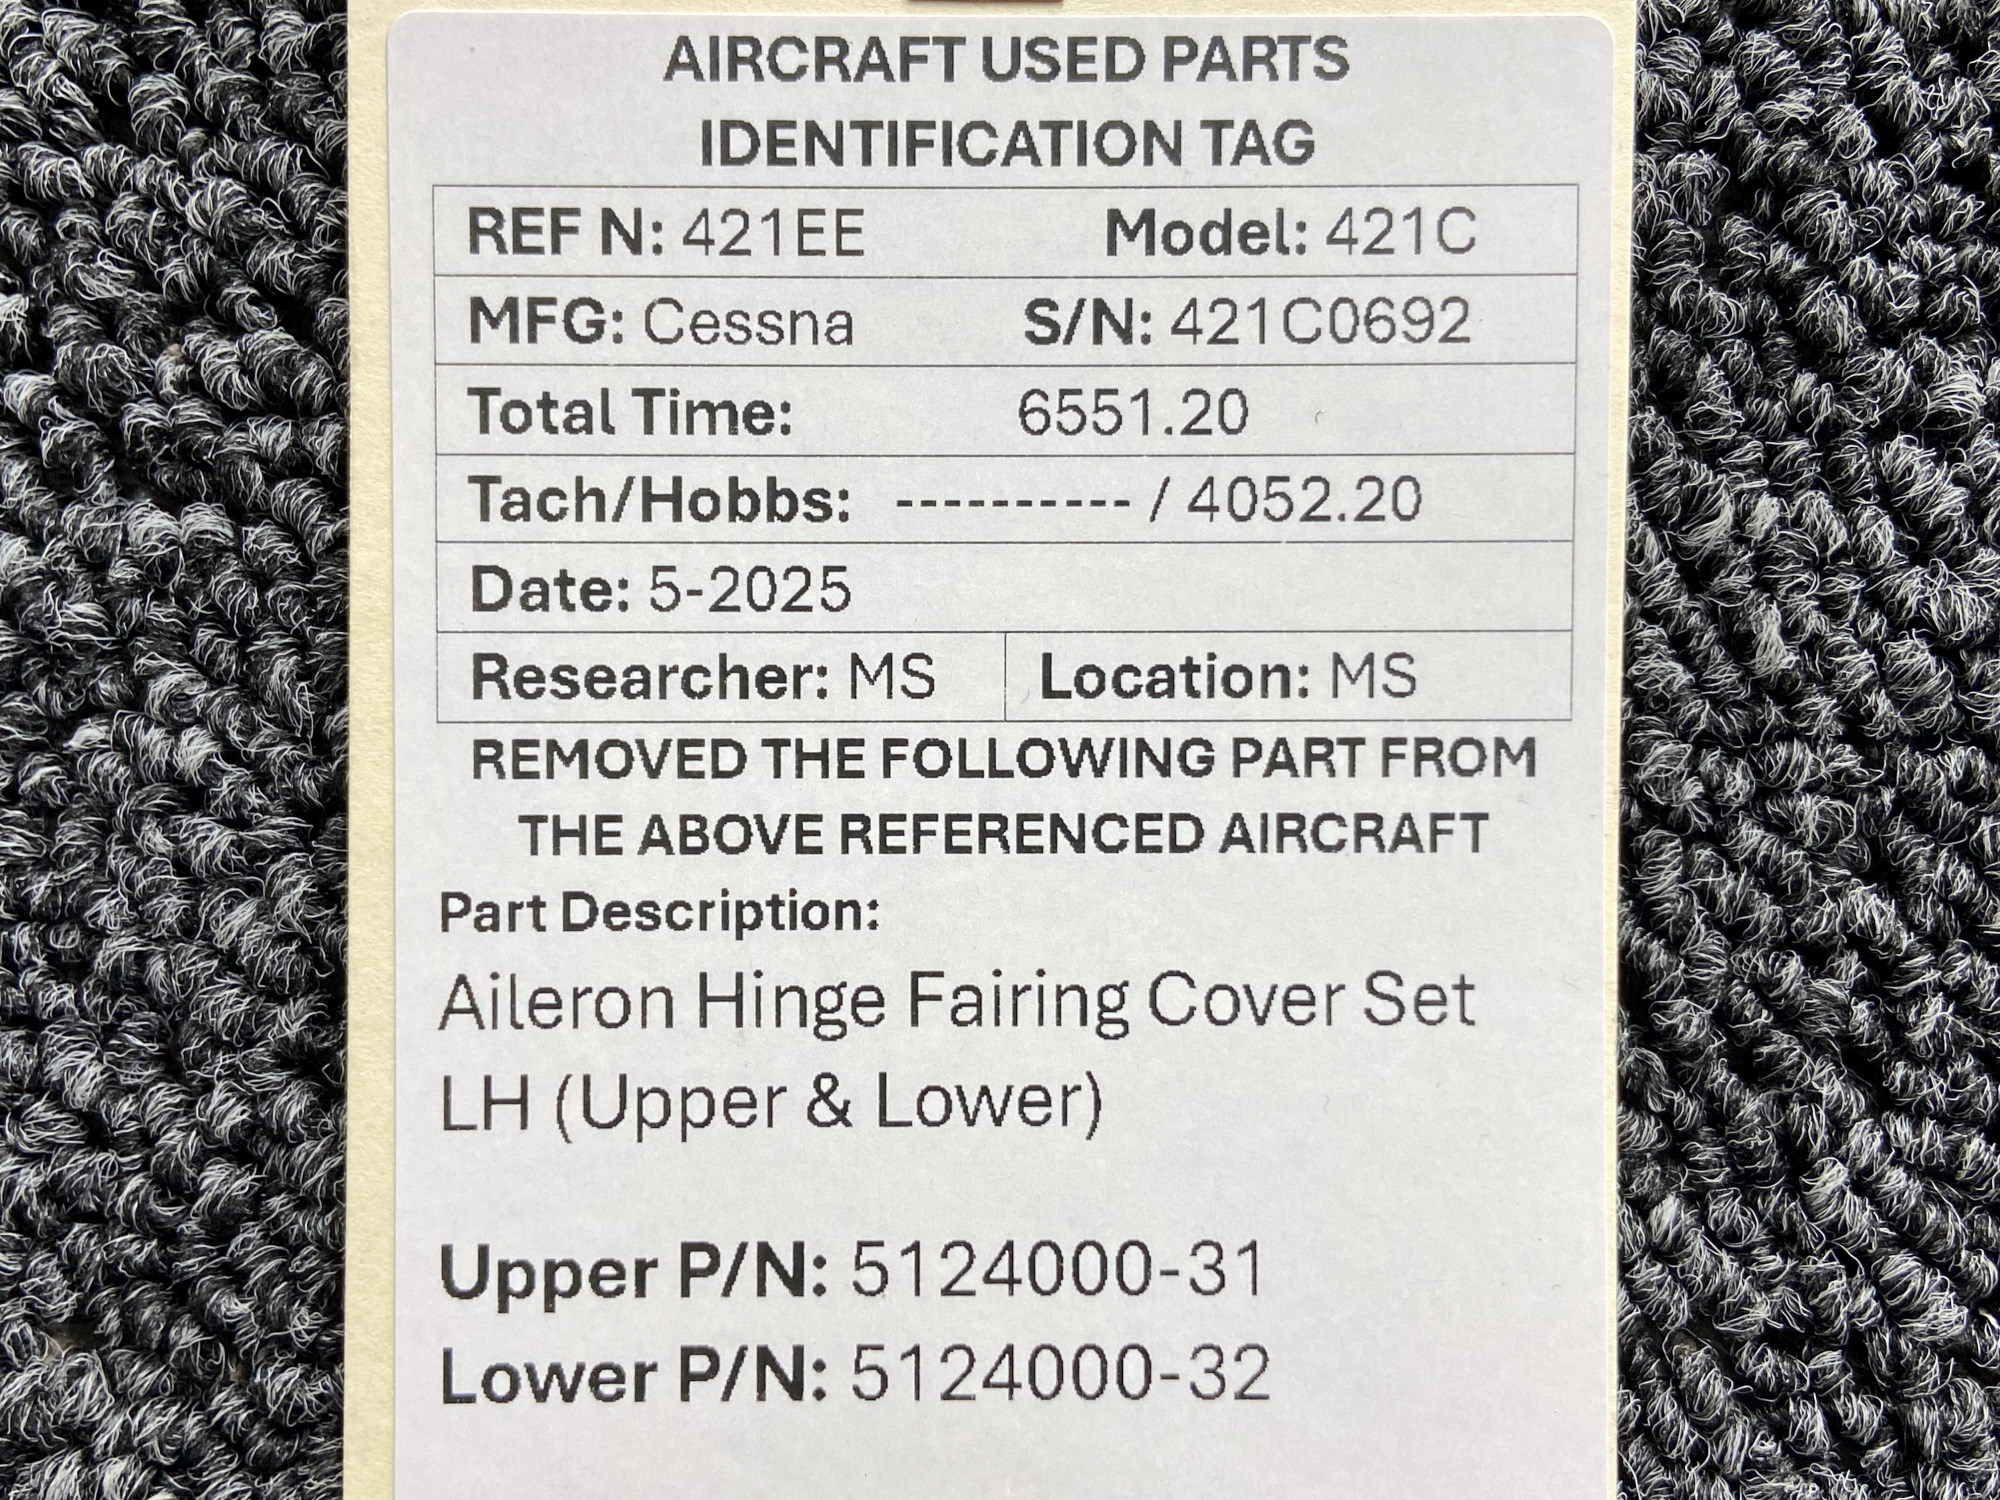 AIRCRAFT USED PARTS
IDENTIFICATION TAG
REF N: 421EE Model: 421C
MFG: Cessna S/N: 421C0692
Total Time: 6551.20
Tach/Hobbs: ---------- / 4052.20
Date: 5-2025
Researcher: MS Location: MS
REMOVED THE FOLLOWING PART FROM
THE ABOVE REFERENCED AIRCRAFT
Part Description:
Aileron Hinge Fairing Cover Set
LH (Upper & Lower)
Upper P/N: 5124000-31
Lower P/N: 5124000-32